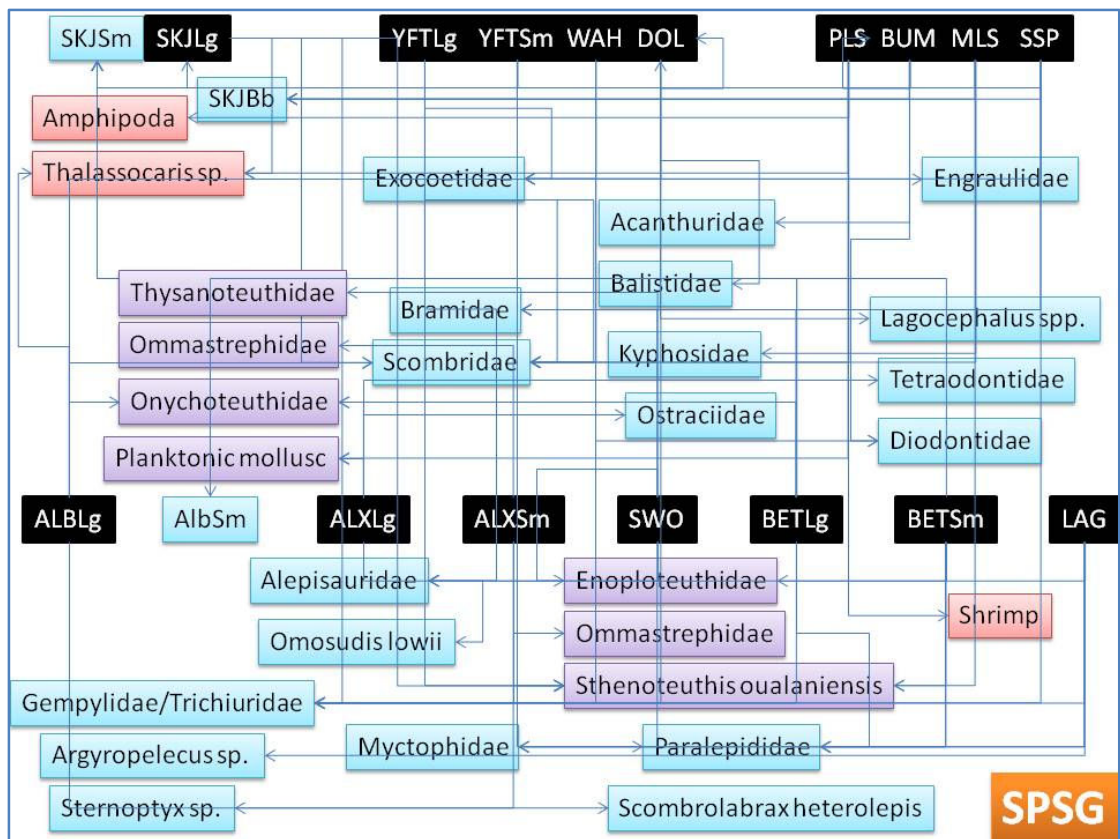 SKJSm SKJLg YFTLg YFTSm WAH DOL PLS BUM MLS SSP
SKJBb
Amphipoda
Thalassocaris sp. Exocoetidae Engraulidae
Acanthuridae
Thysanoteuthidae Balistidae
Bramidae Lagocephalus spp.
Ommastrephidae Scombridae Kyphosidae
Tetraodontidae
Onychoteuthidae Ostraciidae
Diodontidae
Planktonic mollusc
ALBLg AlbSm ALXLg ALXSm SWO BETLg BETSm LAG
Alepisauridae Enoploteuthidae
Shrimp
Omosudis lowii Ommastrephidae
Gempylidae/Trichiuridae Sthenoteuthis oualaniensis
Argyropelecus sp. Myctophidae Paralepididae
Sternoptyx sp. Scombrolabrax heterolepis
SPSG